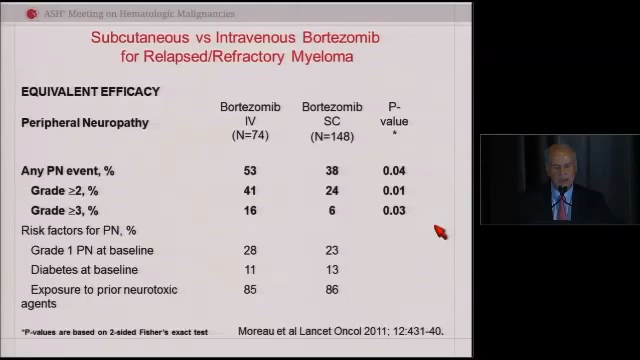 ASH® Meeting on Hematologic Malignancies
Subcutaneous vs Intravenous Bortezomib
for Relapsed/Refractory Myeloma
EQUIVALENT EFFICACY
Peripheral Neuropathy
Bortezomib IV (N=74)
Bortezomib SC (N=148)
P-value *
Any PN event, % 53 38 0.04
Grade ≥2, % 41 24 0.01
Grade ≥3, % 16 6 0.03
Risk factors for PN, %
Grade 1 PN at baseline 28 23
Diabetes at baseline 11 13
Exposure to prior neurotoxic agents 85 86
*P-values are based on 2-sided Fisher's exact test
Moreau et al Lancet Oncol 2011; 12:431-40.